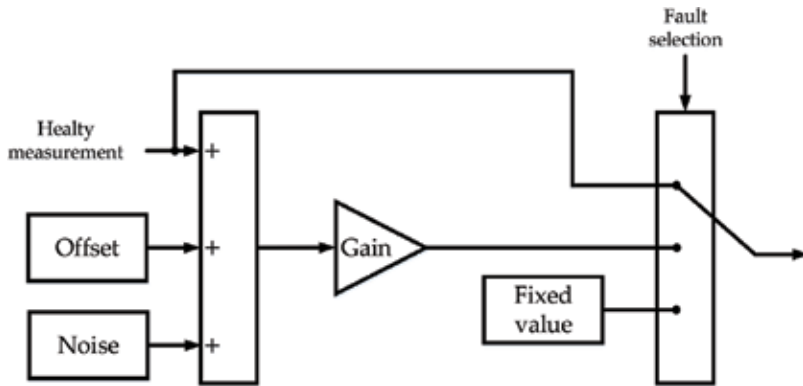 Fault
selection
Healty
measurement
+
Offset
+
Gain
Fixed
value
Noise
+